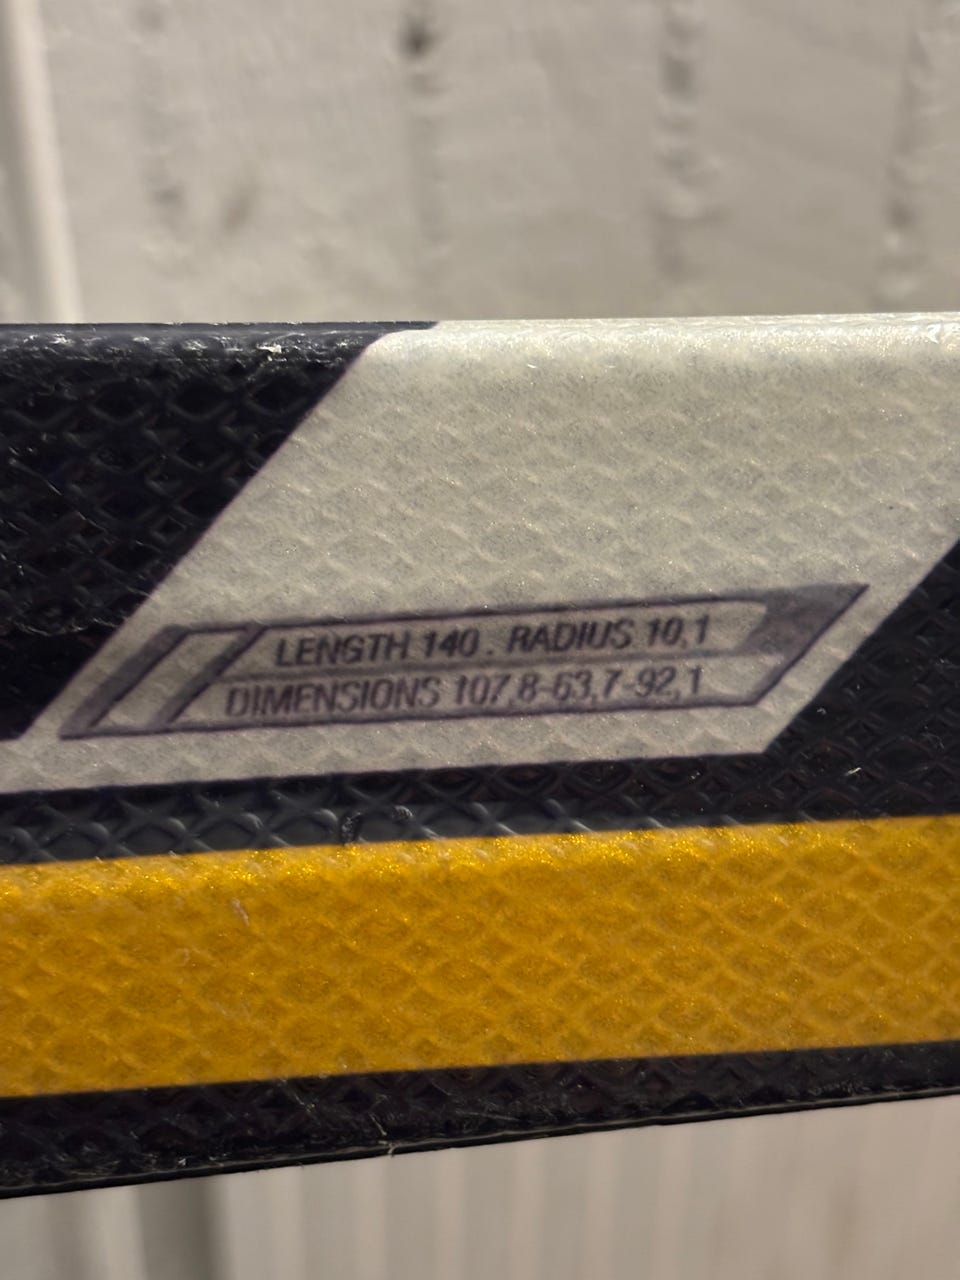 LENGTH 140. RADIUS 10,1
DIMENSIONS 107,8-63,7-92,1